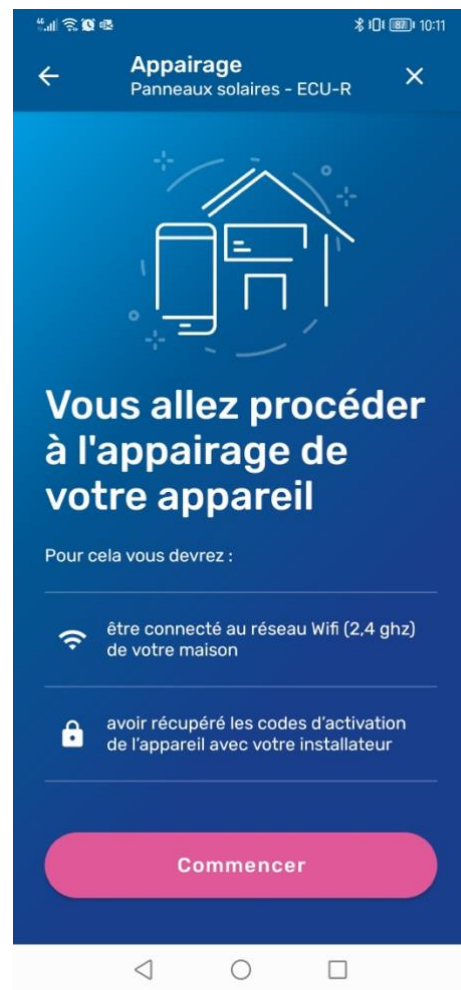 87 10:11
Appairage
Panneaux solaires - ECU-R
Vous allez procéder
à l'appairage de
votre appareil
Pour cela vous devrez :
être connecté au réseau Wifi (2,4 ghz)
de votre maison
avoir récupéré les codes d'activation
de l'appareil avec votre installateur
Commencer